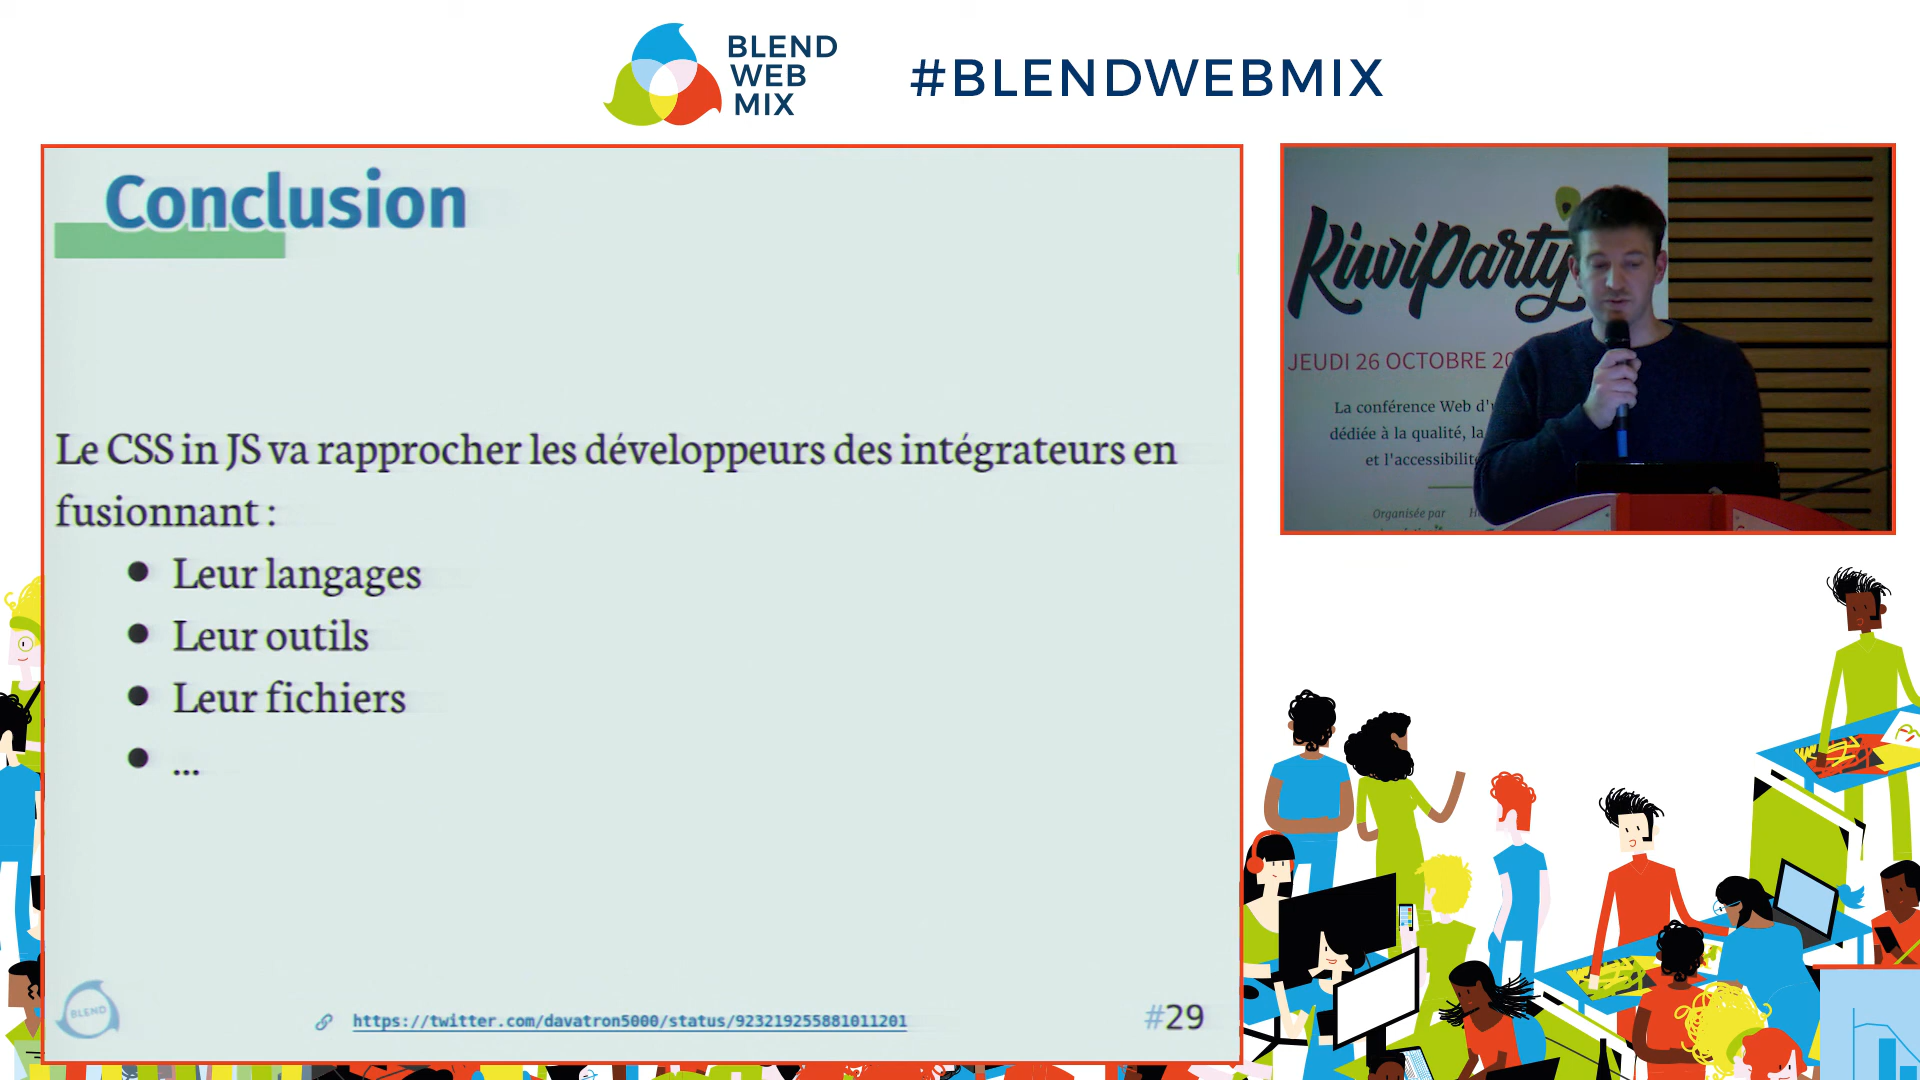 BLEND
WEB
MIX
#BLENDWEBMIX
Conclusion
Le CSS in JS va rapprocher les développeurs des intégrateurs en
fusionnant :
Leur langages
Leur outils
Leur fichiers
...
BLEND
https://twitter.com/davatron5000/status/923219255881011201
#29
KiwiParty
JEUDI 26 OCTOBRE 20
La conférence Web d'
dédiée à la qualité, la
et l'accessibilité
Organisée par